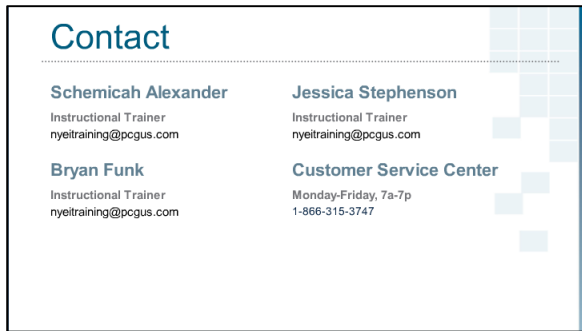 Contact
Schemicah Alexander
Instructional Trainer
nyeitraining@pcgus.com
Jessica Stephenson
Instructional Trainer
nyeitraining@pcgus.com
Bryan Funk
Instructional Trainer
nyeitraining@pcgus.com
Customer Service Center
Monday-Friday, 7a-7p
1-866-315-3747